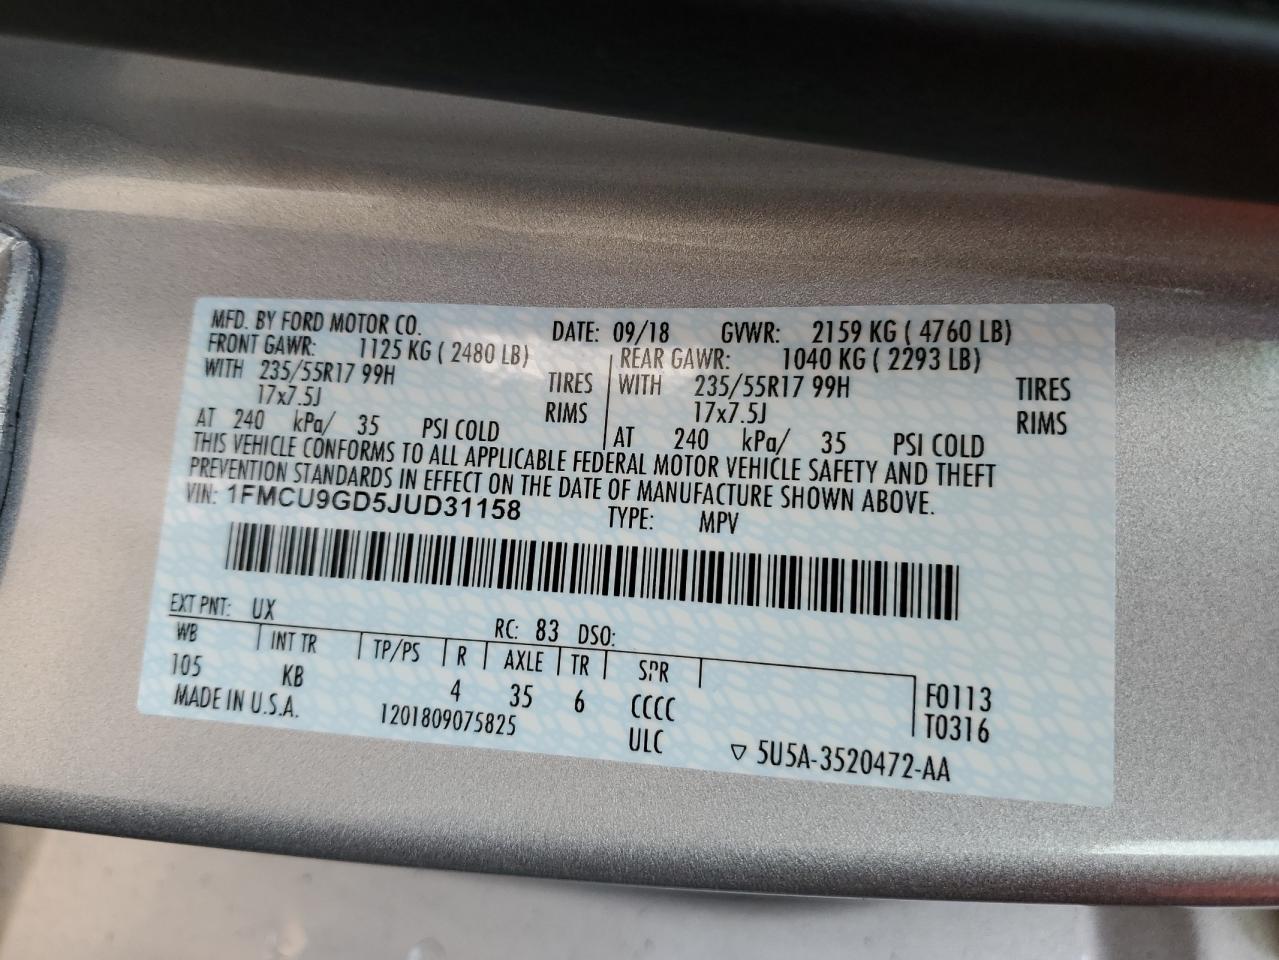 MFD. BY FORD MOTOR CO. DATE: 09/18 GVWR: 2159 KG ( 4760 LB)
FRONT GAWR: 1125 KG ( 2480 LB) REAR GAWR: 1040 KG ( 2293 LB)
WITH 235/55R17 99H TIRES WITH 235/55R17 99H TIRES
17x7.5J RIMS 17x7.5J RIMS
AT 240 kPa/ 35 PSI COLD AT 240 kPa/ 35 PSI COLD
THIS VEHICLE CONFORMS TO ALL APPLICABLE FEDERAL MOTOR VEHICLE SAFETY AND THEFT
PREVENTION STANDARDS IN EFFECT ON THE DATE OF MANUFACTURE SHOWN ABOVE.
VIN: 1FMCU9GD5JUD31158 TYPE: MPV
EXT PNT: UX RC: 83 DSO:
WB INT TR TP/PS R AXLE TR SPR
105 KB 4 35 6 CCCC F0113
MADE IN U.S.A. 1201809075825 ULC T0316
▽ 5U5A-3520472-AA